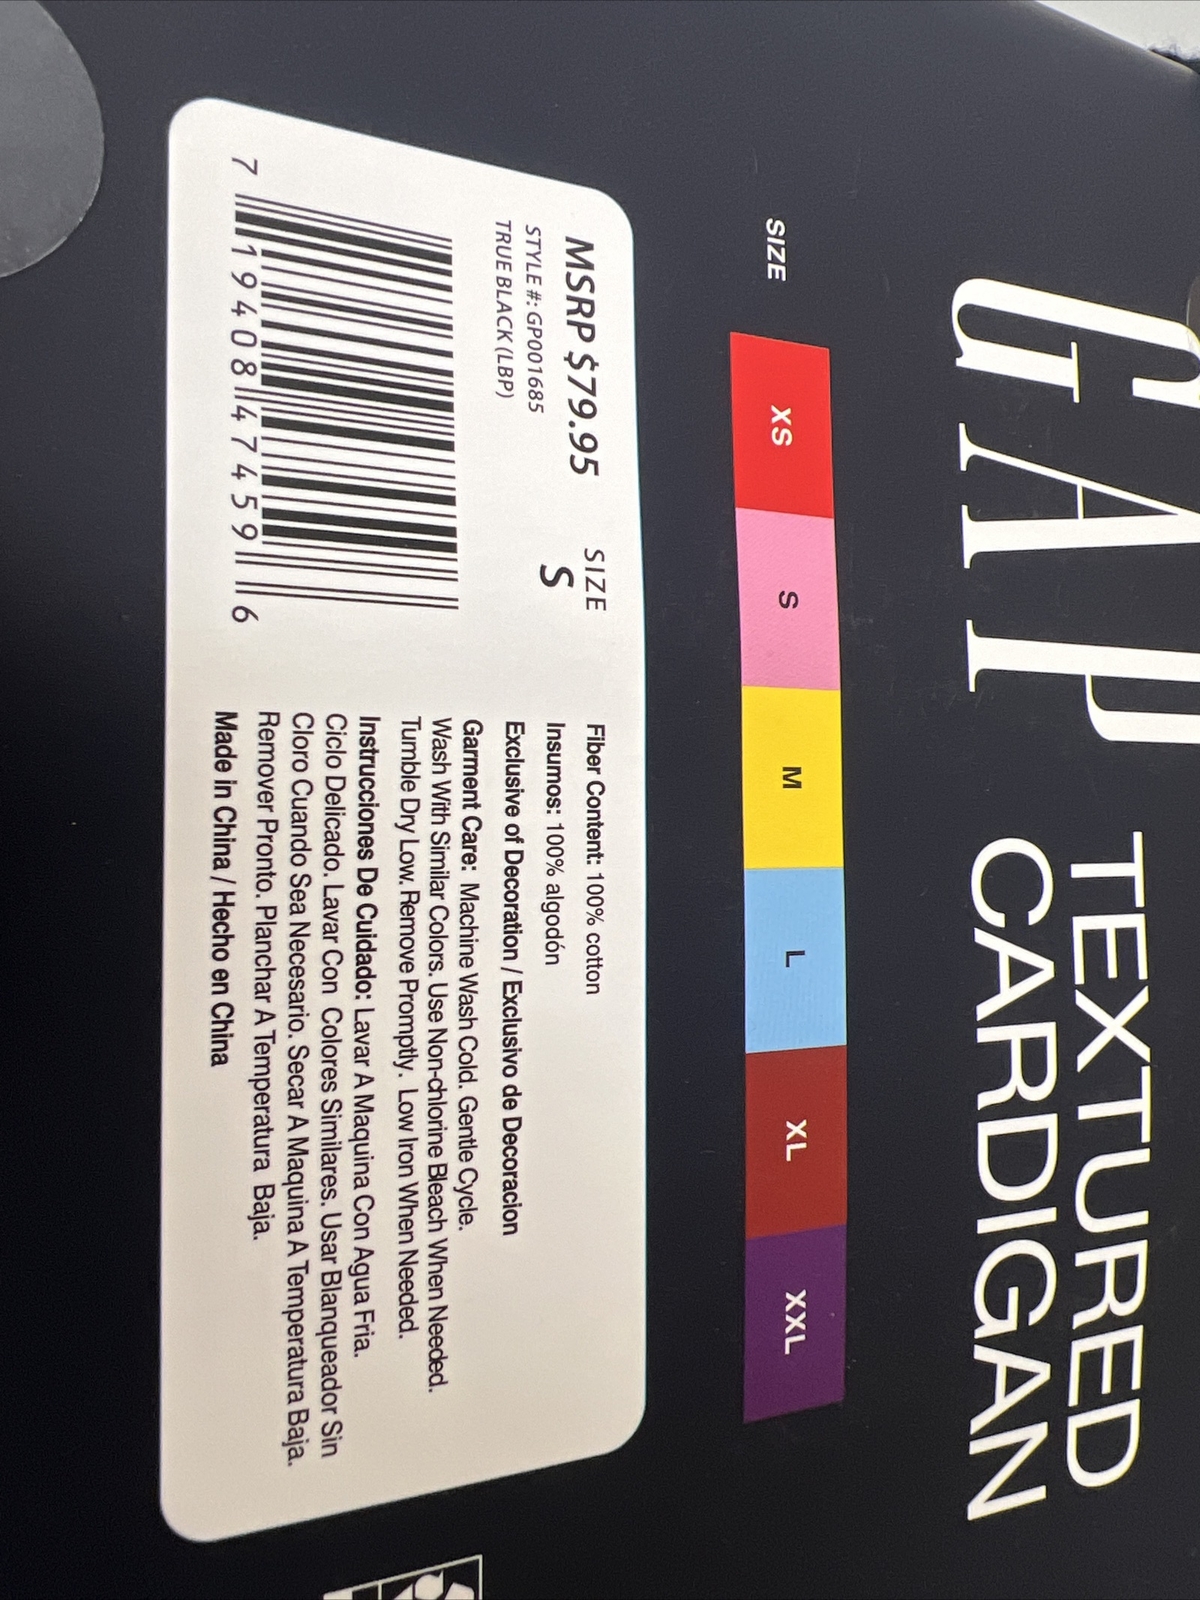 GAP
TEXTURED
CARDIGAN
SIZE XS S M L XL XXL
MSRP $79.95
STYLE #: GP001685
TRUE BLACK (LBP)
SIZE
S
7 19408 47459 6
Fiber Content: 100% cotton
Insumos: 100% algodón
Exclusive of Decoration / Exclusivo de Decoracion
Garment Care: Machine Wash Cold. Gentle Cycle.
Wash With Similar Colors. Use Non-chlorine Bleach When Needed.
Tumble Dry Low. Remove Promptly. Low Iron When Needed.
Instrucciones De Cuidado: Lavar A Maquina Con Agua Fria.
Ciclo Delicado. Lavar Con Colores Similares. Usar Blanqueador Sin
Cloro Cuando Sea Necesario. Secar A Maquina A Temperatura Baja.
Remover Pronto. Planchar A Temperatura Baja.
Made in China / Hecho en China